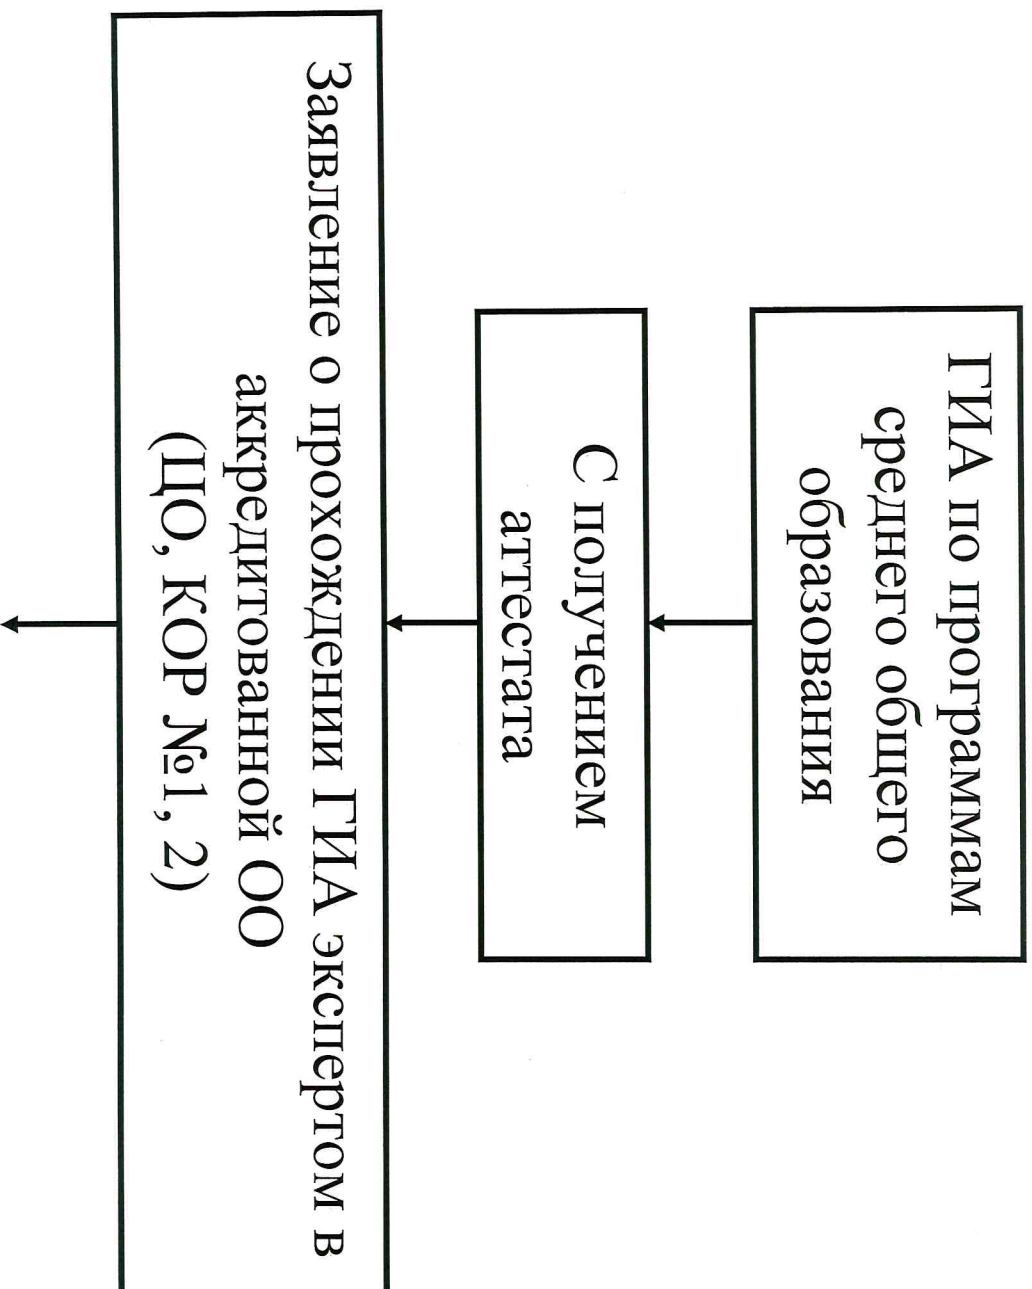 ГИА по программам
среднего общего
образования
С получением
аттестата
Заявление о прохождении ГИА экспертом в
аккредитованной ОО
(ЦО, КОР №1, 2)